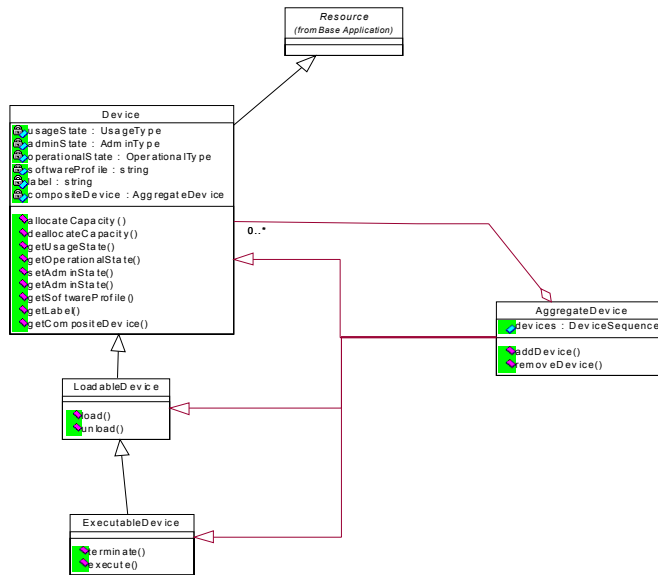 Resource
(from Base Application)
Device
usageState : UsageType
adminState : AdminType
operationalState : OperationalType
softwareProfile : string
label : string
compositeDevice : AggregateDevice
allocateCapacity()
deallocateCapacity()
getUsageState()
getOperationalState()
setAdminState()
getAdminState()
getSoftwareProfile()
getLabel()
getCompositeDevice()
0..*
AggregateDevice
devices : DeviceSequence
addDevice()
removeDevice()
LoadableDevice
load()
unload()
ExecutableDevice
terminate()
execute()